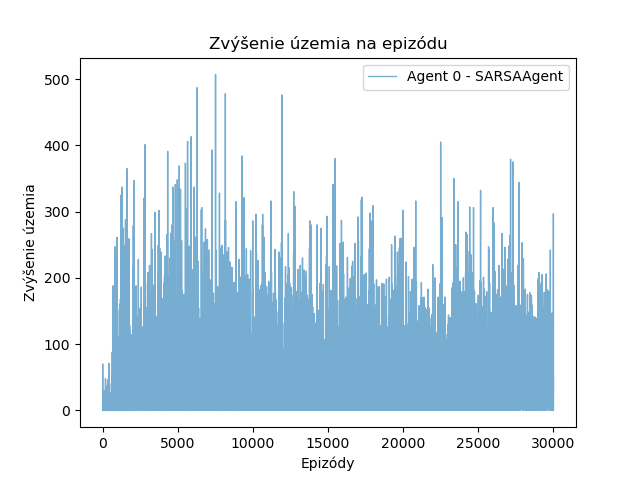 Zvýšenie územia na epizódu
Agent 0 - SARSAAgent
Zvýšenie územia
500
400
300
200
100
0
0 5000 10000 15000 20000 25000 30000
Epizódy